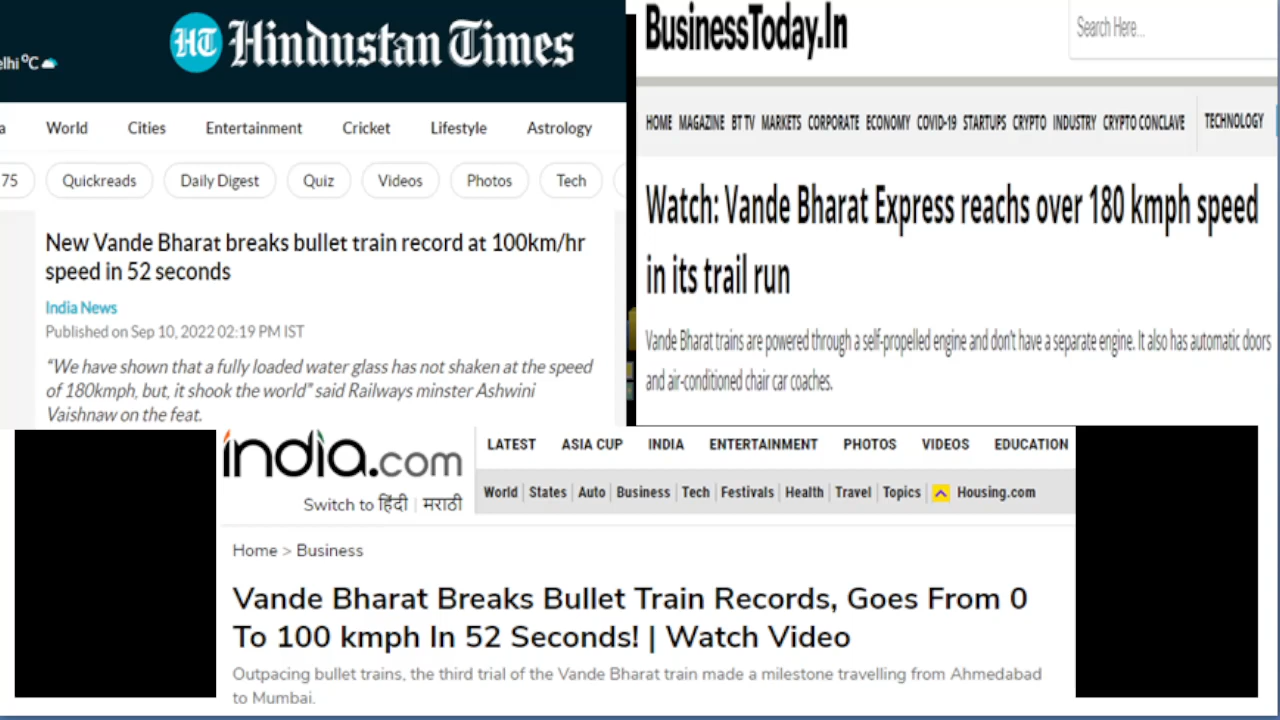 HT Hindustan Times
elhi °C
a World Cities Entertainment Cricket Lifestyle Astrology
75 Quickreads Daily Digest Quiz Videos Photos Tech
New Vande Bharat breaks bullet train record at 100km/hr
speed in 52 seconds
India News
Published on Sep 10, 2022 02:19 PM IST
“We have shown that a fully loaded water glass has not shaken at the speed
of 180kmph, but, it shook the world” said Railways minster Ashwini
Vaishnaw on the feat.
BusinessToday.In
Search Here...
HOME MAGAZINE BT TV MARKETS CORPORATE ECONOMY COVID-19 STARTUPS CRYPTO INDUSTRY CRYPTO CONCLAVE TECHNOLOGY
Watch: Vande Bharat Express reachs over 180 kmph speed
in its trail run
Vande Bharat trains are powered through a self-propelled engine and don't have a separate engine. It also has automatic doors
and air-conditioned chair car coaches.
india.com
Switch to हिंदी | मराठी
LATEST ASIA CUP INDIA ENTERTAINMENT PHOTOS VIDEOS EDUCATION
World | States | Auto | Business | Tech | Festivals | Health | Travel | Topics | Housing.com
Home > Business
Vande Bharat Breaks Bullet Train Records, Goes From 0
To 100 kmph In 52 Seconds! | Watch Video
Outpacing bullet trains, the third trial of the Vande Bharat train made a milestone travelling from Ahmedabad
to Mumbai.